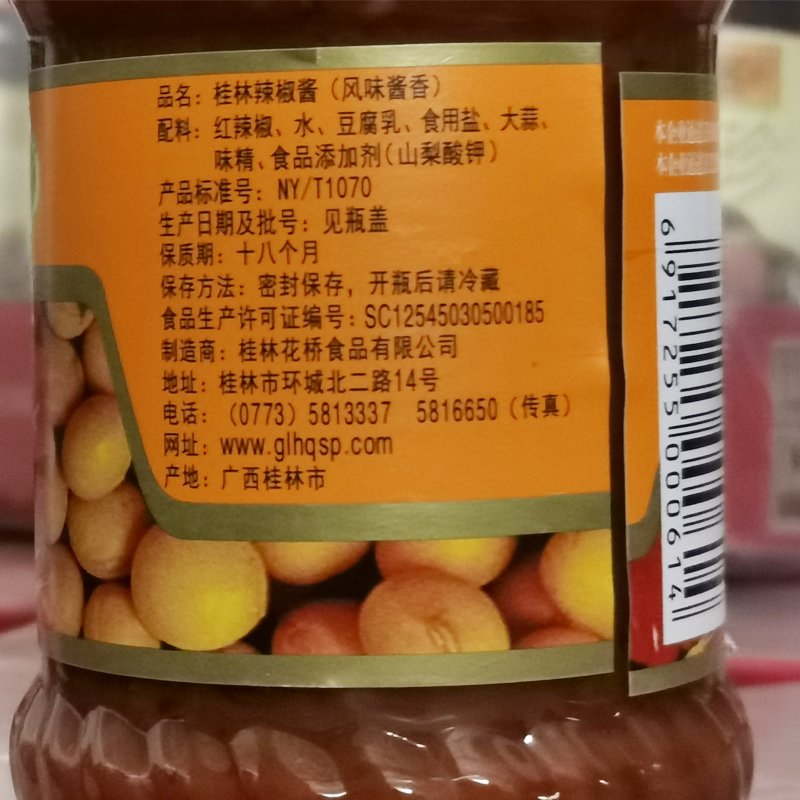 品名：桂林辣椒酱（风味酱香）
配料：红辣椒、水、豆腐乳、食用盐、大蒜、
味精、食品添加剂（山梨酸钾）
产品标准号：NY/T1070
生产日期及批号：见瓶盖
保质期：十八个月
保存方法：密封保存，开瓶后请冷藏
食品生产许可证编号：SC12545030500185
制造商：桂林花桥食品有限公司
地址：桂林市环城北二路14号
电话：（0773）5813337 5816650（传真）
网址：www.glhqsp.com
产地：广西桂林市
6917255000614